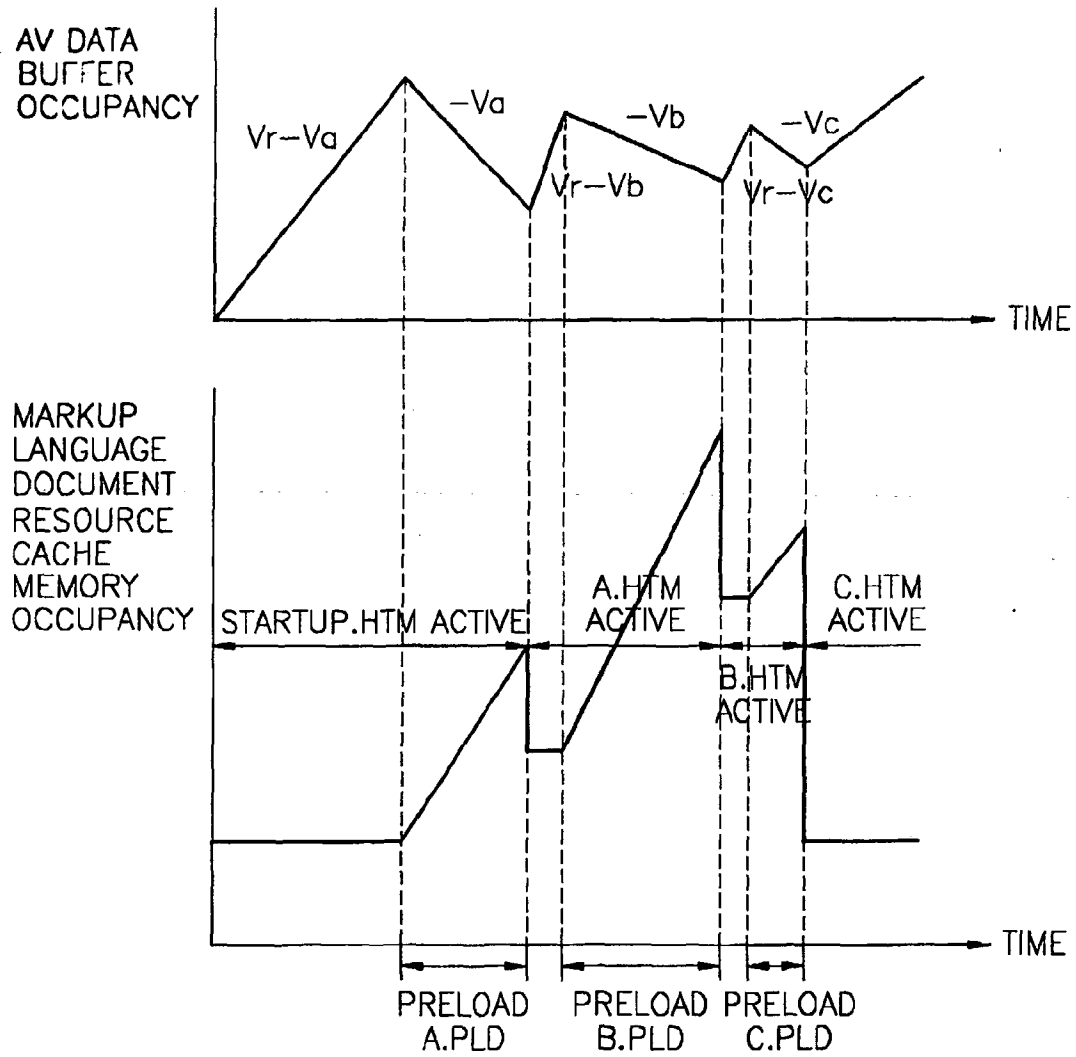 AV DATA
BUFFER
OCCUPANCY
Vr-Va
-Va
Vr-Vb
-Vb
Vr-Vc
-Vc
TIME
MARKUP
LANGUAGE
DOCUMENT
RESOURCE
CACHE
MEMORY
OCCUPANCY
STARTUP.HTM ACTIVE
A.HTM
ACTIVE
B.HTM
ACTIVE
C.HTM
ACTIVE
TIME
PRELOAD
A.PLD
PRELOAD
B.PLD
PRELOAD
C.PLD